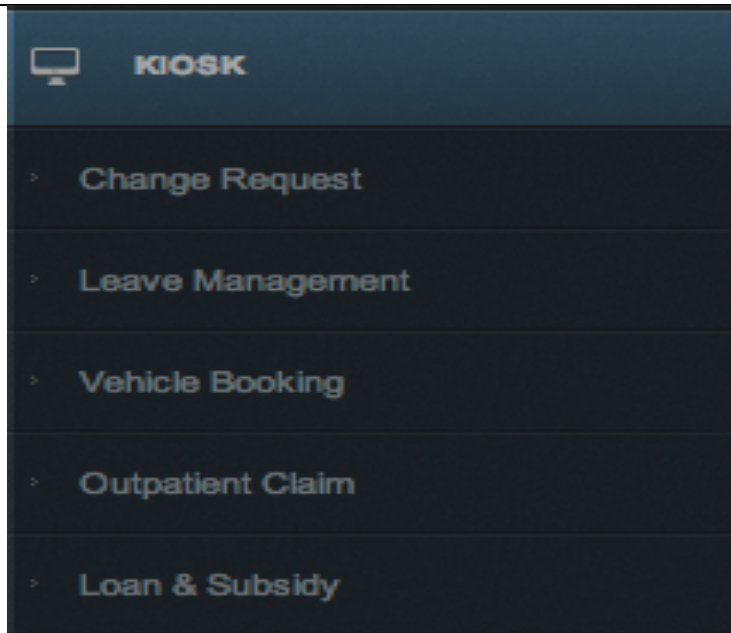 KIOSK
Change Request
Leave Management
Vehicle Booking
Outpatient Claim
Loan & Subsidy